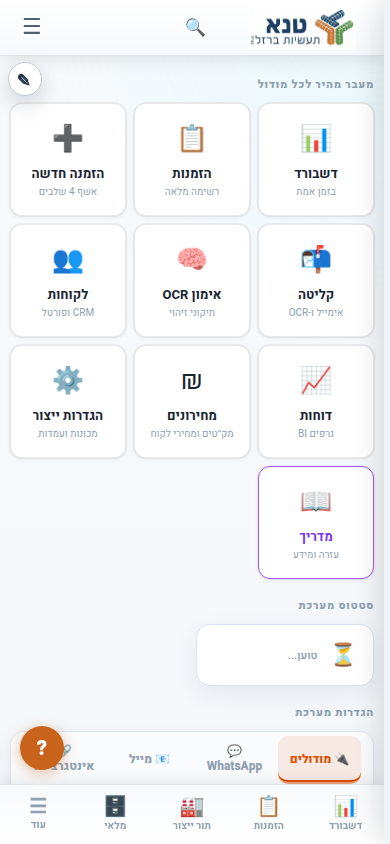 טנא
תעשיות ברזל
מעבר מהיר לכל מודול
דשבורד
בזמן אמת
הזמנות
רשימה מלאה
הזמנה חדשה
אשף 4 שלבים
קליטה
אימייל ו-OCR
אימון OCR
תיקוני זיהוי
לקוחות
CRM ופורטל
דוחות
גרפים BI
₪
מחירונים
מק"טים ומחירי לקוח
הגדרות ייצור
מכונות ועמדות
מדריך
עזרה ומידע
סטטוס מערכת
טוען...
הגדרות מערכת
מודולים
WhatsApp
מייל
?
דשבורד
הזמנות
תור ייצור
מלאי
עוד